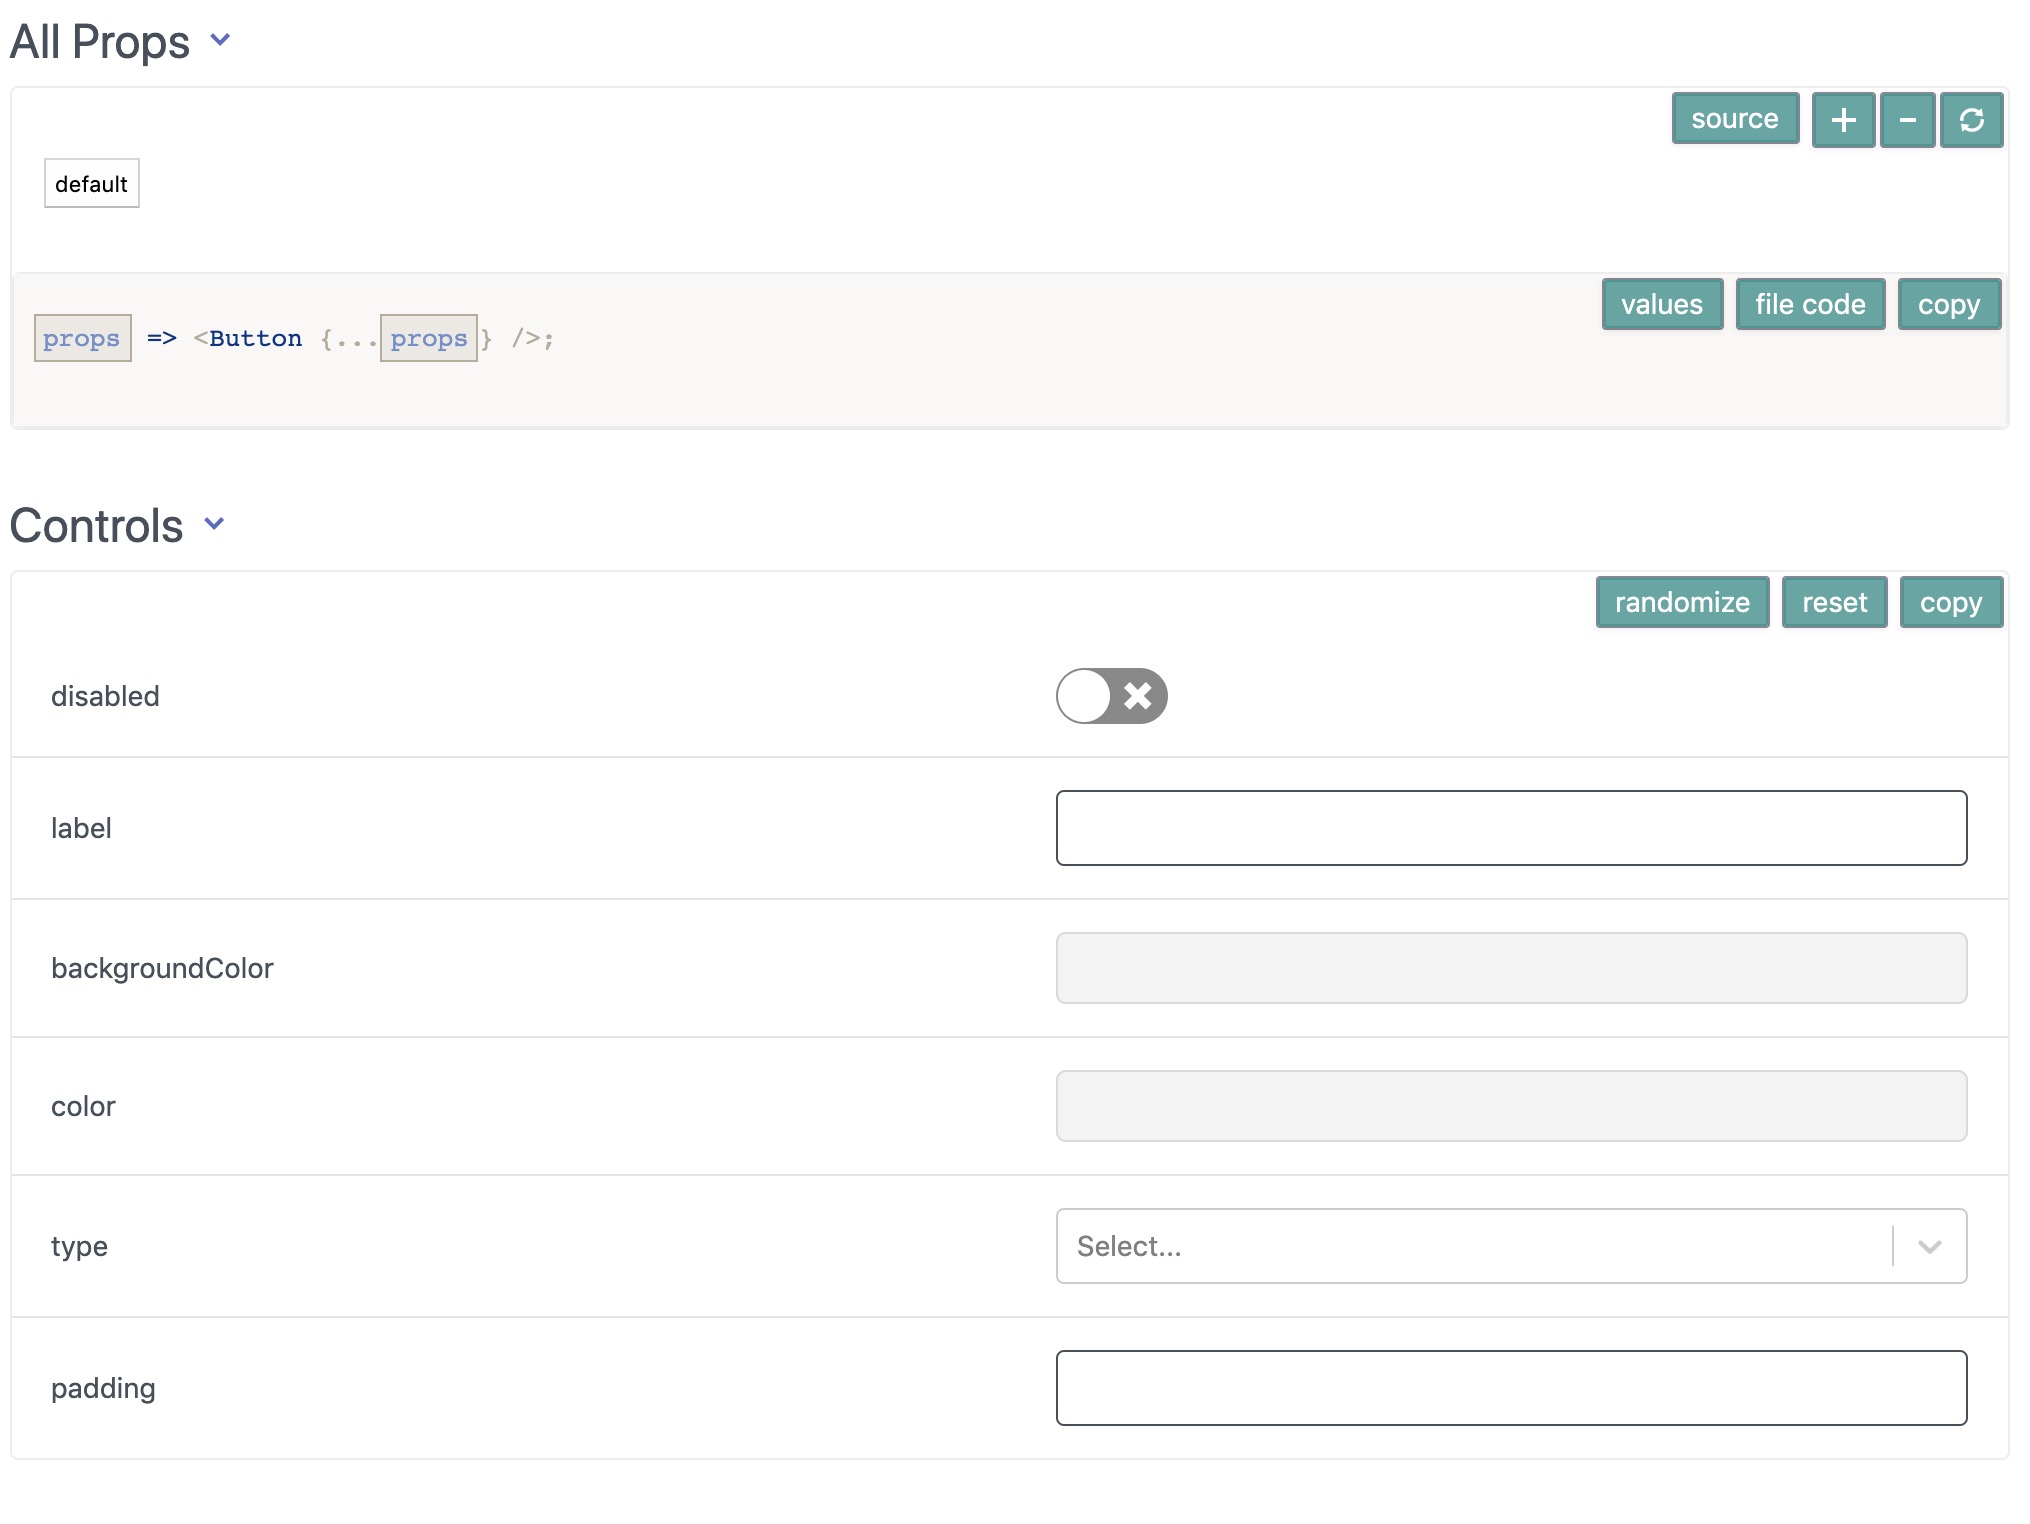 All Props
source + -
default
values file code copy
props => <Button {...props} />;
Controls
randomize reset copy
disabled
label
backgroundColor
color
type Select...
padding